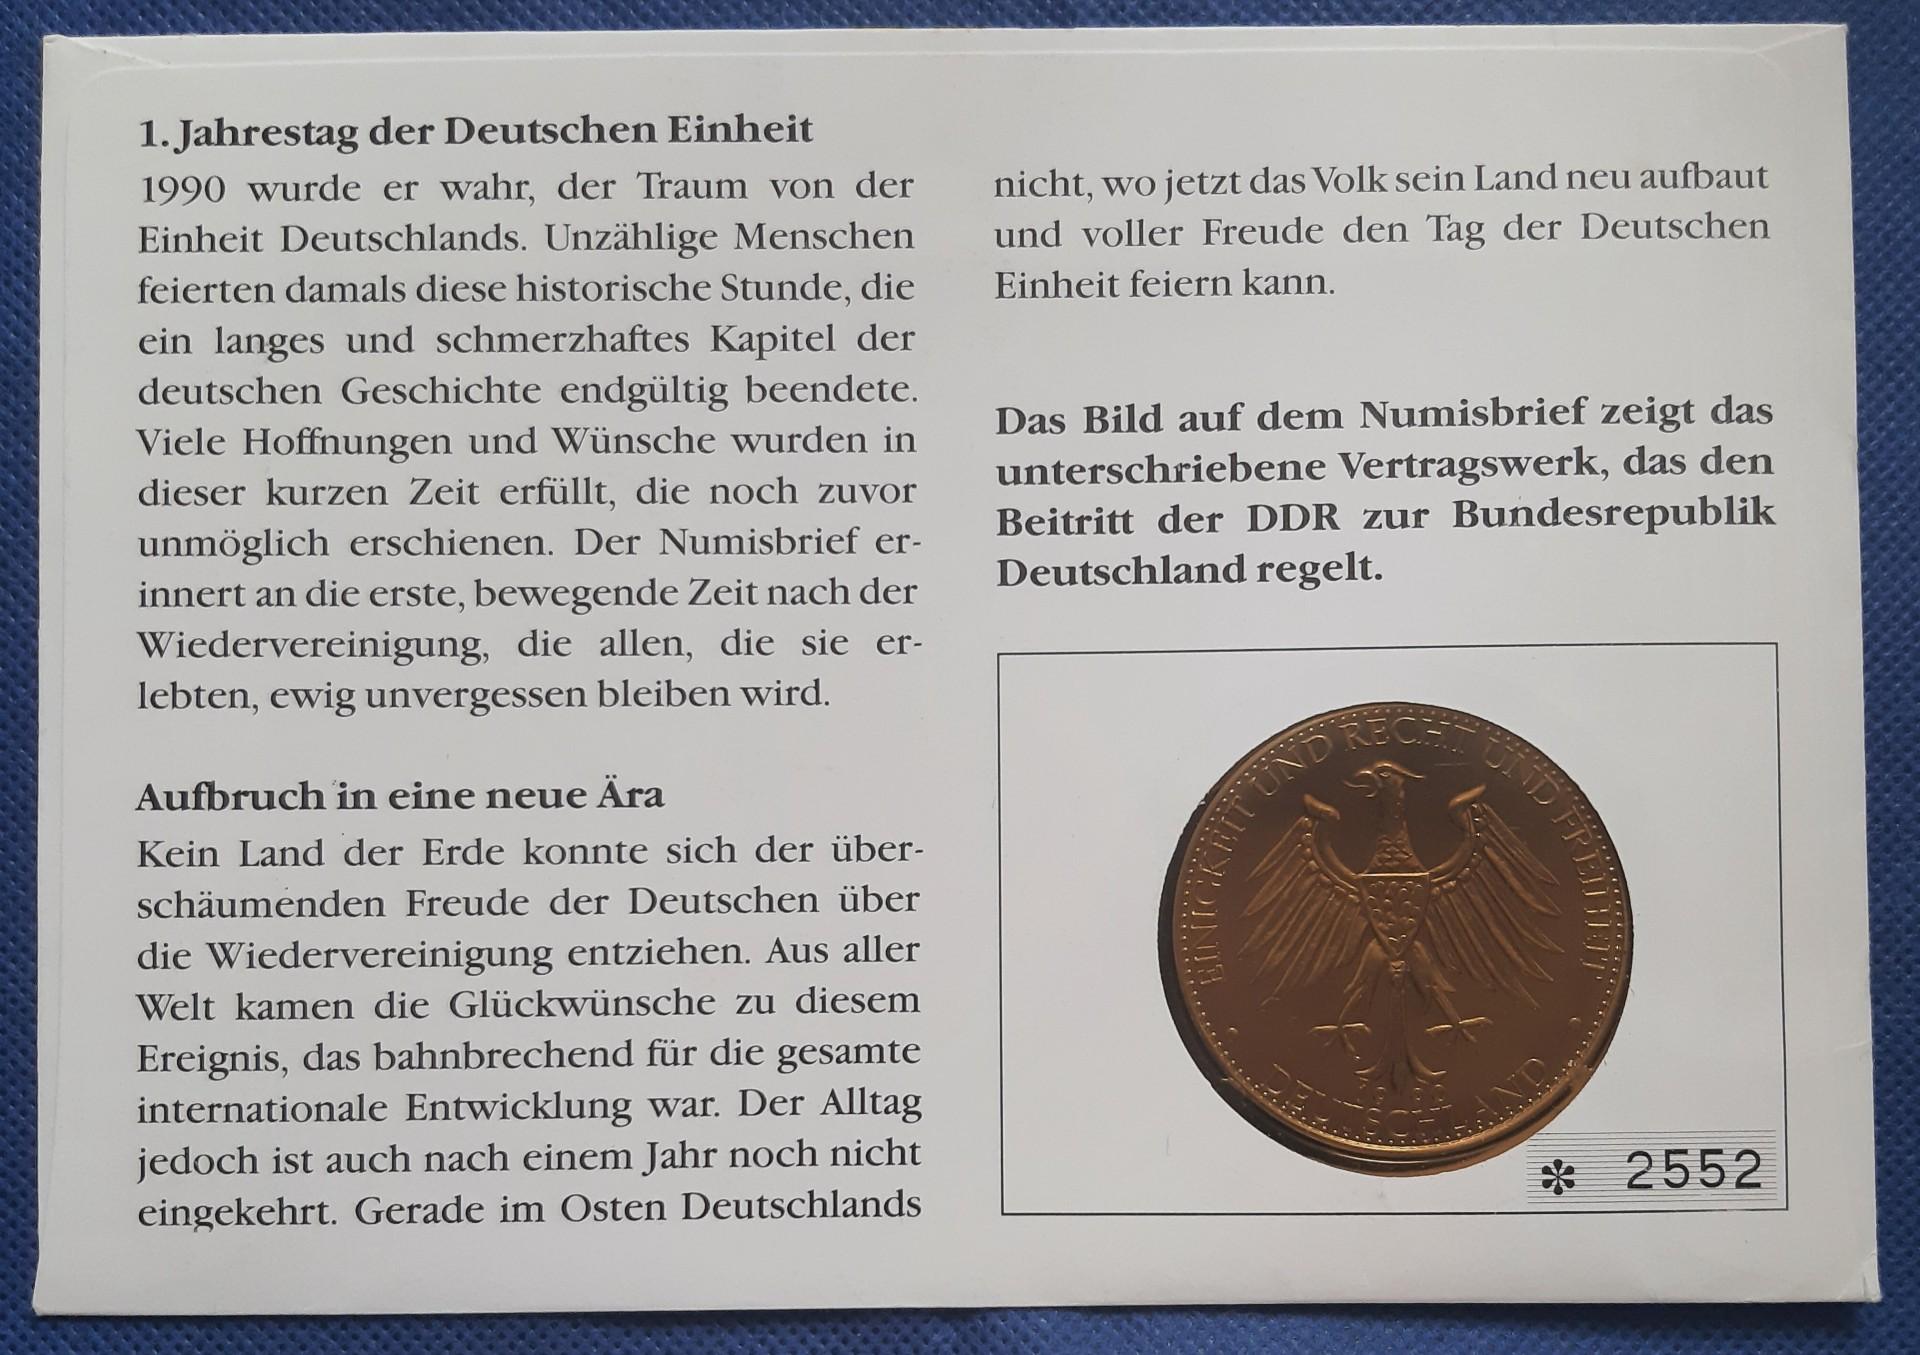 1. Jahrestag der Deutschen Einheit
1990 wurde er wahr, der Traum von der
Einheit Deutschlands. Unzählige Menschen
feierten damals diese historische Stunde, die
ein langes und schmerzhaftes Kapitel der
deutschen Geschichte endgültig beendete.
Viele Hoffnungen und Wünsche wurden in
dieser kurzen Zeit erfüllt, die noch zuvor
unmöglich erschienen. Der Numisbrief er-
innert an die erste, bewegende Zeit nach der
Wiedervereinigung, die allen, die sie er-
lebten, ewig unvergessen bleiben wird.
Aufbruch in eine neue Ära
Kein Land der Erde konnte sich der über-
schäumenden Freude der Deutschen über
die Wiedervereinigung entziehen. Aus aller
Welt kamen die Glückwünsche zu diesem
Ereignis, das bahnbrechend für die gesamte
internationale Entwicklung war. Der Alltag
jedoch ist auch nach einem Jahr noch nicht
eingekehrt. Gerade im Osten Deutschlands
nicht, wo jetzt das Volk sein Land neu aufbaut
und voller Freude den Tag der Deutschen
Einheit feiern kann.
Das Bild auf dem Numisbrief zeigt das
unterschriebene Vertragswerk, das den
Beitritt der DDR zur Bundesrepublik
Deutschland regelt.
EINIGKEIT UND RECHT UND FREIHEIT
DEUTSCHLAND
* 2552